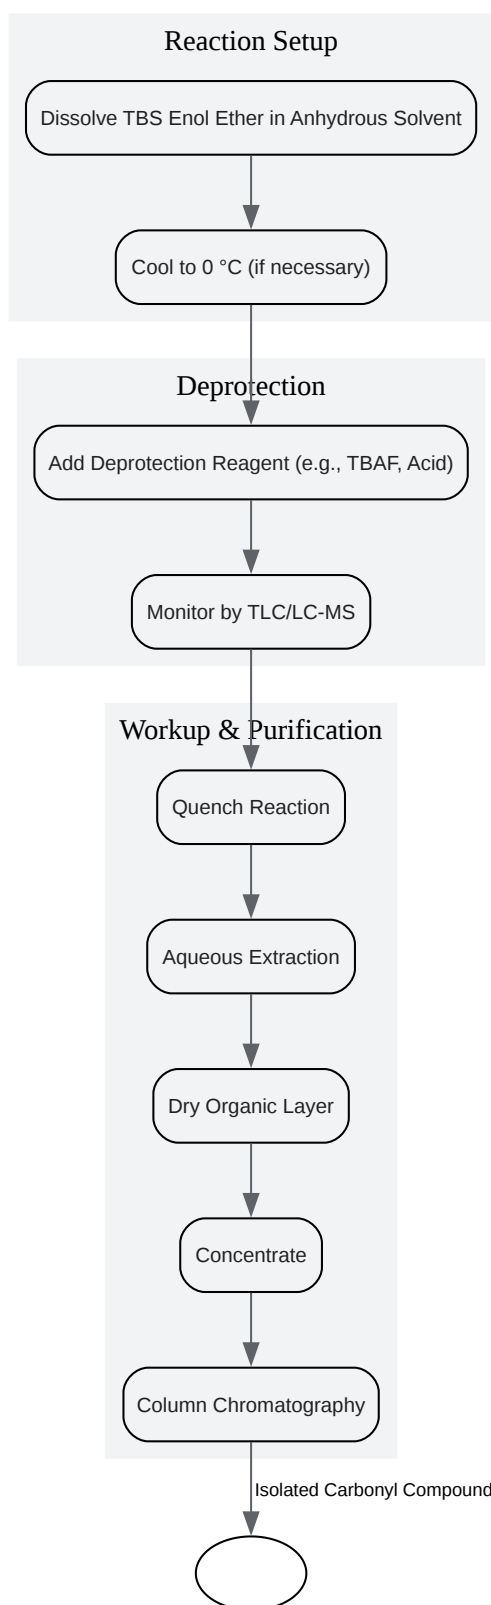 Reaction Setup
Dissolve TBS Enol Ether in Anhydrous Solvent
Cool to 0 °C (if necessary)
Deprotection
Add Deprotection Reagent (e.g., TBAF, Acid)
Monitor by TLC/LC-MS
Workup & Purification
Quench Reaction
Aqueous Extraction
Dry Organic Layer
Concentrate
Column Chromatography
Isolated Carbonyl Compound